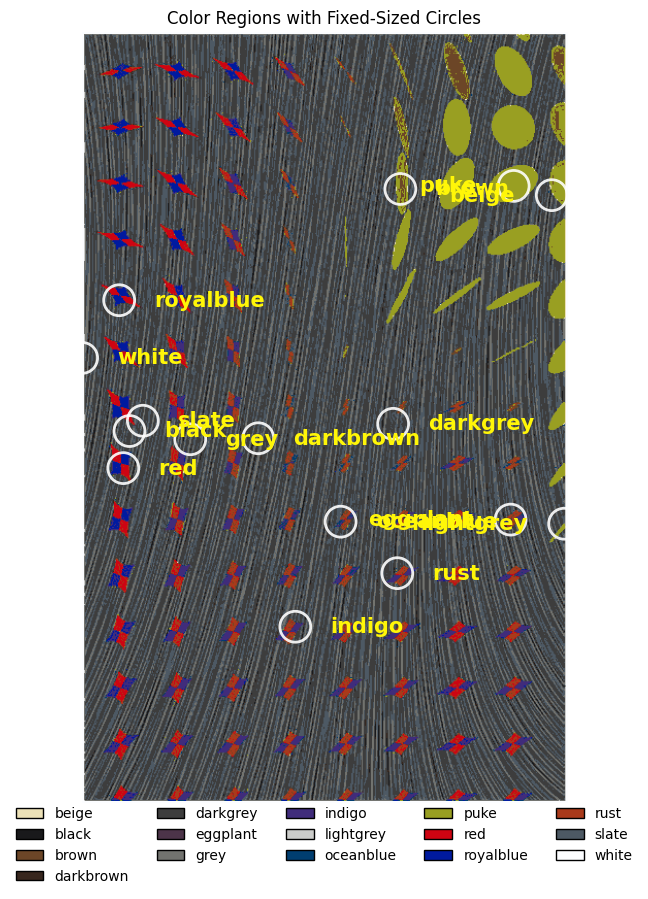 Color Regions with Fixed-Sized Circles
puke
brown
beige
royalblue
white
slate
black
grey
darkbrown
darkgrey
red
eggplant
oceanblue
lightgrey
rust
indigo
beige darkgrey indigo puke rust
black eggplant lightgrey red slate
brown grey oceanblue royalblue white
darkbrown